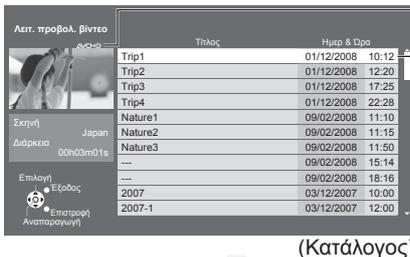 Λειτ. προβολ. βίντεο
AVCHD
Τίτλος Ημερ & Ώρα
Trip1 01/12/2008 10:12
Trip2 01/12/2008 12:20
Trip3 01/12/2008 17:25
Trip4 01/12/2008 22:28
Nature1 09/02/2008 11:10
Nature2 09/02/2008 11:15
Nature3 09/02/2008 11:50
--- 09/02/2008 15:14
--- 09/02/2008 18:16
2007 03/12/2007 10:00
2007-1 03/12/2007 12:00
Σκηνή
Japan
Διάρκεια
00h03m01s
Επιλογή
Έξοδος
Επιστροφή
Αναπαραγωγή
(Κατάλογος)